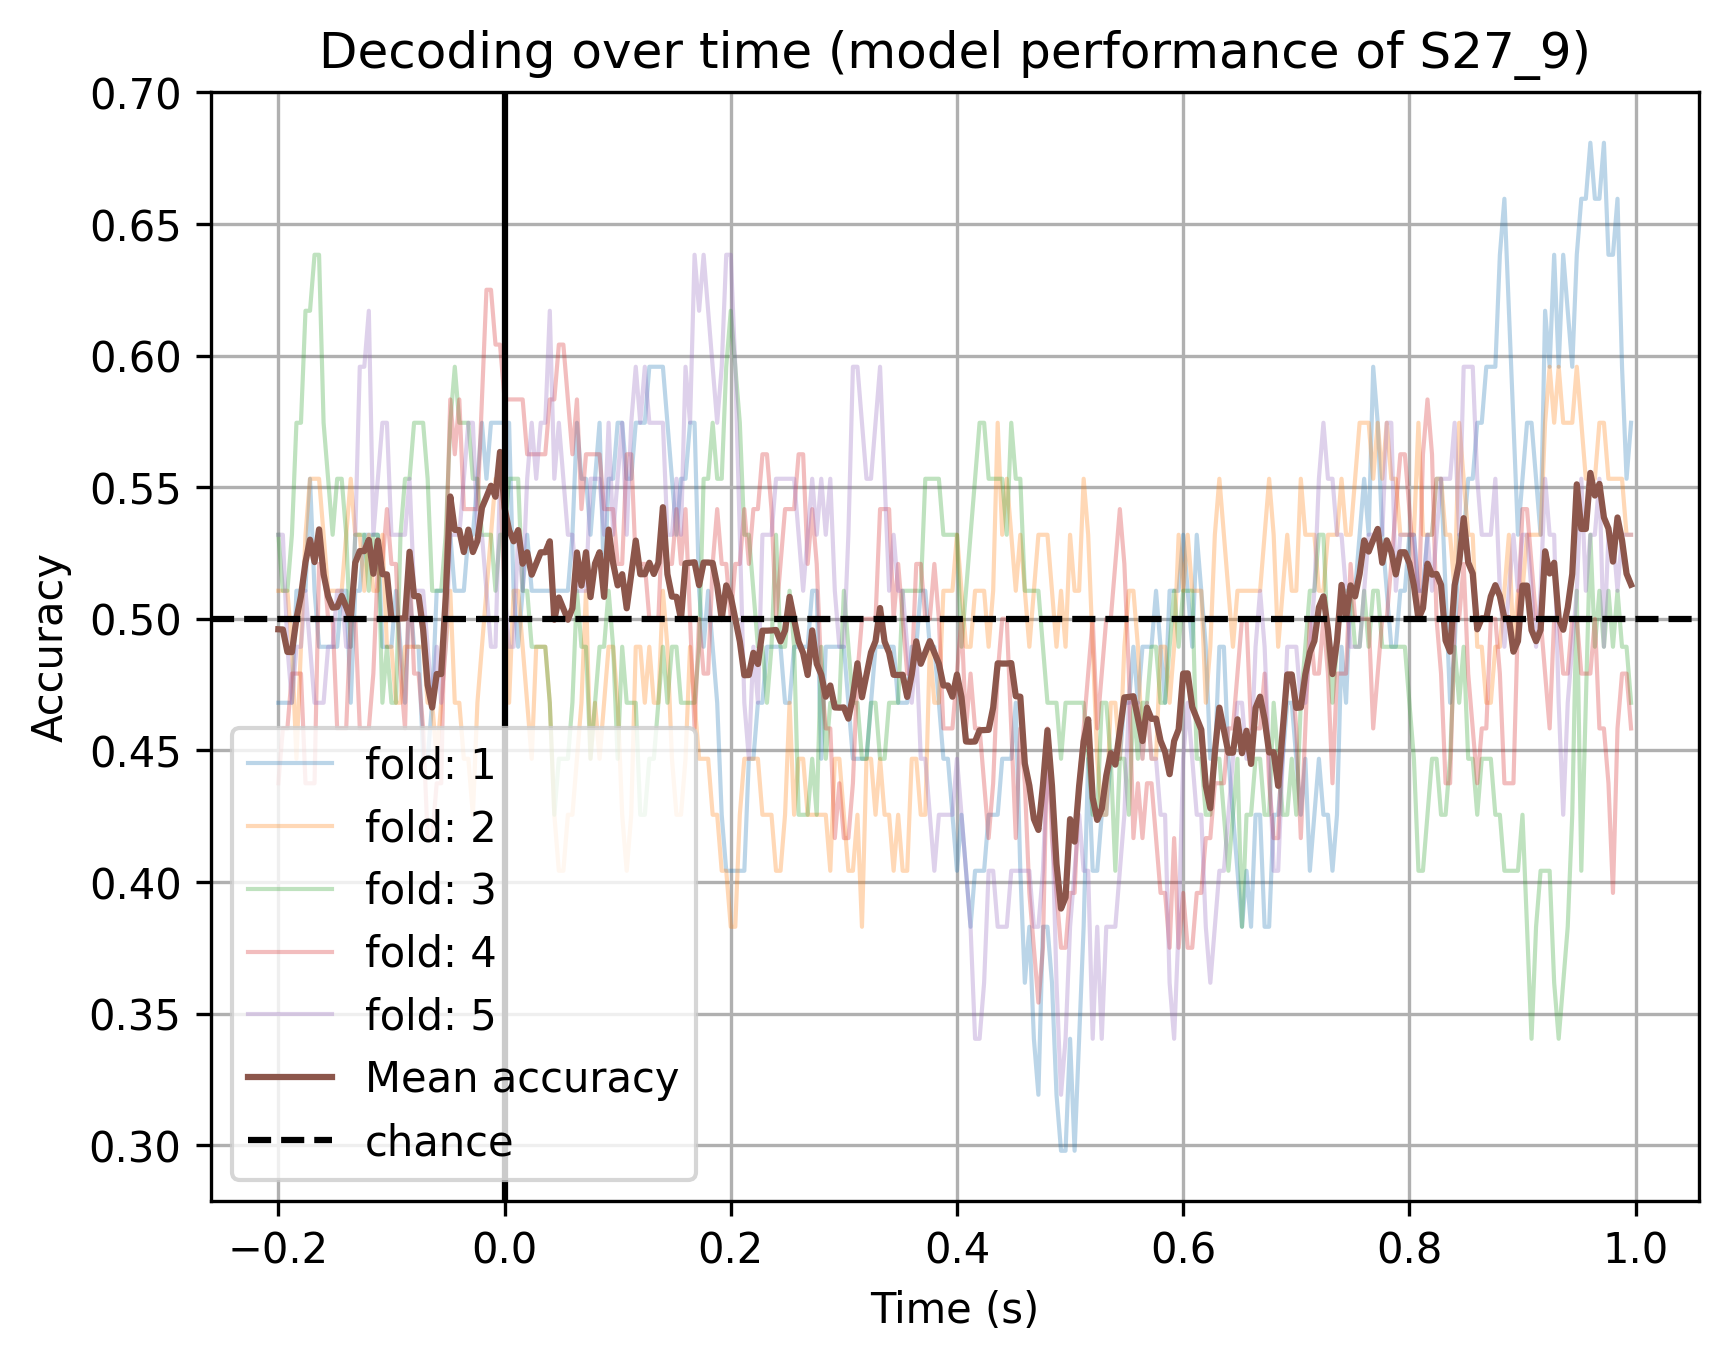 Decoding over time (model performance of S27_9)
0.70
0.65
0.60
0.55
0.50
0.45
0.40
0.35
0.30
Accuracy
fold: 1
fold: 2
fold: 3
fold: 4
fold: 5
Mean accuracy
chance
−0.2 0.0 0.2 0.4 0.6 0.8 1.0
Time (s)